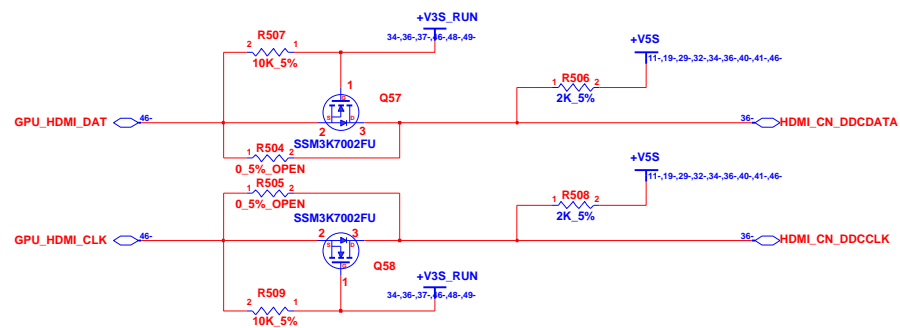 +V3S_RUN
34-,36-,37-,46-,48-,49-
R507
2
1
10K_5%
+V5S
11-,19-,29-,32-,34-,36-,40-,41-,46-
R506
1
2
2K_5%
1
G
Q57
S
D
2
3
GPU_HDMI_DAT
46-
36-
HDMI_CN_DDCDATA
SSM3K7002FU
R504
1
2
0_5%_OPEN
R505
1
2
0_5%_OPEN
+V5S
11-,19-,29-,32-,34-,36-,40-,41-,46-
R508
1
2
2K_5%
SSM3K7002FU
GPU_HDMI_CLK
46-
2
3
S
D
36-
HDMI_CN_DDCCLK
G
Q58
1
+V3S_RUN
34-,36-,37-,46-,48-,49-
R509
2
1
10K_5%